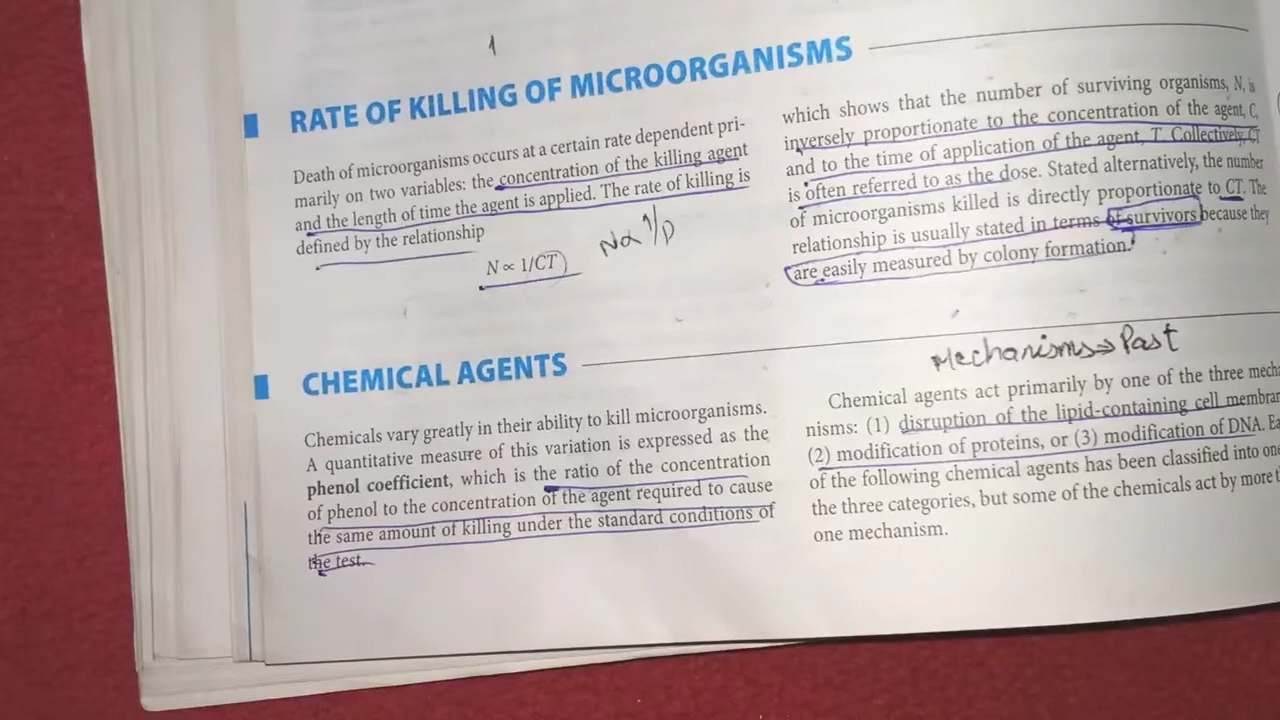 1
RATE OF KILLING OF MICROORGANISMS
Death of microorganisms occurs at a certain rate dependent pri-
marily on two variables: the concentration of the killing agent
and the length of time the agent is applied. The rate of killing is
defined by the relationship
N ∝ 1/CT
N∝ 1/D
which shows that the number of surviving organisms, N, is
inversely proportionate to the concentration of the agent, C,
and to the time of application of the agent, T. Collectively, CT
is often referred to as the dose. Stated alternatively, the number
of microorganisms killed is directly proportionate to CT. The
relationship is usually stated in terms of survivors because they
are easily measured by colony formation.
CHEMICAL AGENTS
Chemicals vary greatly in their ability to kill microorganisms.
A quantitative measure of this variation is expressed as the
phenol coefficient, which is the ratio of the concentration
of phenol to the concentration of the agent required to cause
the same amount of killing under the standard conditions of
the test.
Mechanisms→ Past
Chemical agents act primarily by one of the three mecha
nisms: (1) disruption of the lipid-containing cell membran
(2) modification of proteins, or (3) modification of DNA. Ea
of the following chemical agents has been classified into one
the three categories, but some of the chemicals act by more t
one mechanism.